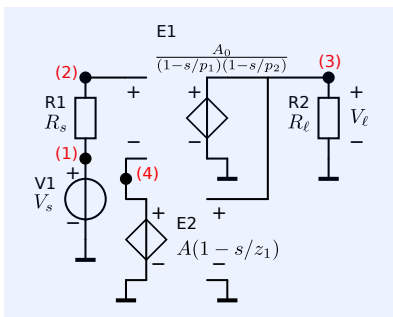 E1
A_0
(1−s/p_1)(1−s/p_2)
(2)
(3)
+
+
+
R1
R_s
R2
R_ℓ
V_ℓ
−
−
−
(1)
(4)
V1
V_s
+
−
+
+
E2
A(1 − s/z_1)
−
−